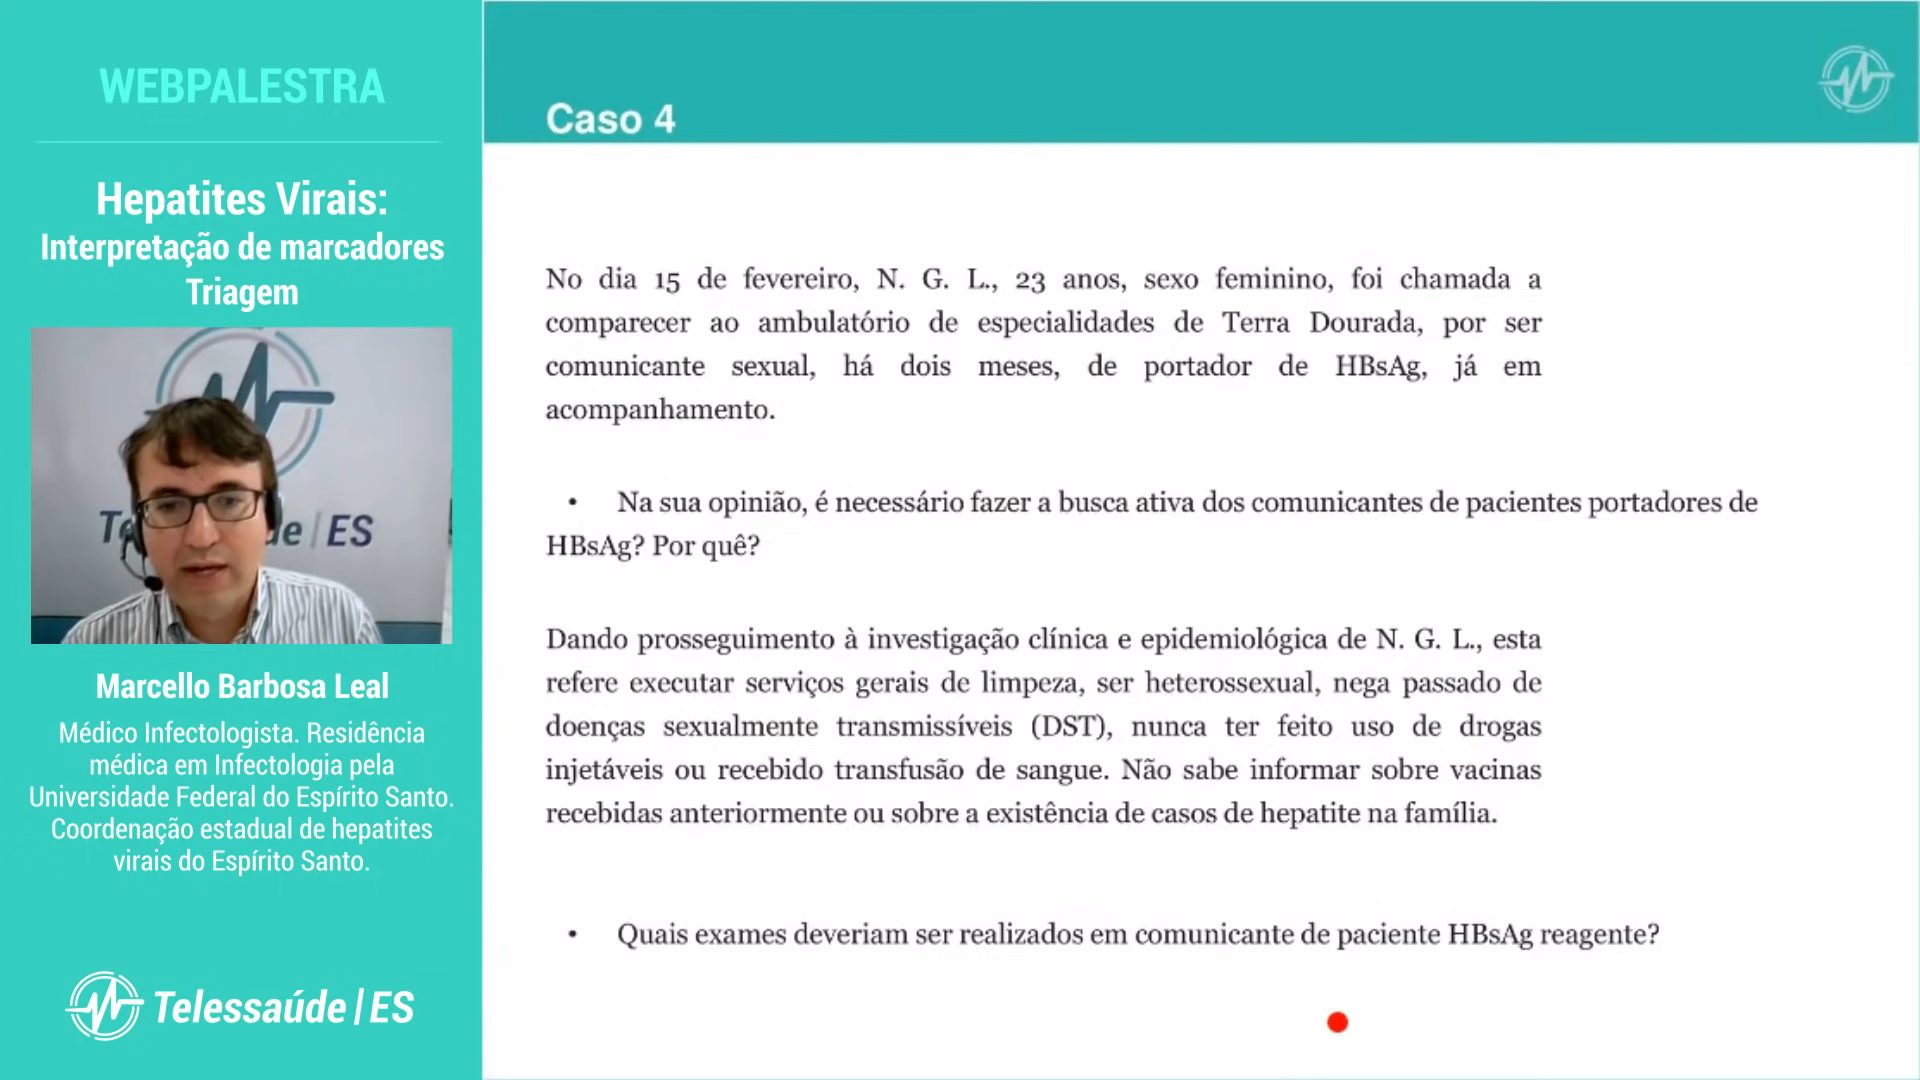 WEBPALESTRA
Hepatites Virais:
Interpretação de marcadores
Triagem
Telessaúde|ES
Marcello Barbosa Leal
Médico Infectologista. Residência
médica em Infectologia pela
Universidade Federal do Espírito Santo.
Coordenação estadual de hepatites
virais do Espírito Santo.
Telessaúde|ES
Caso 4
No dia 15 de fevereiro, N. G. L., 23 anos, sexo feminino, foi chamada a
comparecer ao ambulatório de especialidades de Terra Dourada, por ser
comunicante sexual, há dois meses, de portador de HBsAg, já em
acompanhamento.
• Na sua opinião, é necessário fazer a busca ativa dos comunicantes de pacientes portadores de
HBsAg? Por quê?
Dando prosseguimento à investigação clínica e epidemiológica de N. G. L., esta
refere executar serviços gerais de limpeza, ser heterossexual, nega passado de
doenças sexualmente transmissíveis (DST), nunca ter feito uso de drogas
injetáveis ou recebido transfusão de sangue. Não sabe informar sobre vacinas
recebidas anteriormente ou sobre a existência de casos de hepatite na família.
• Quais exames deveriam ser realizados em comunicante de paciente HBsAg reagente?